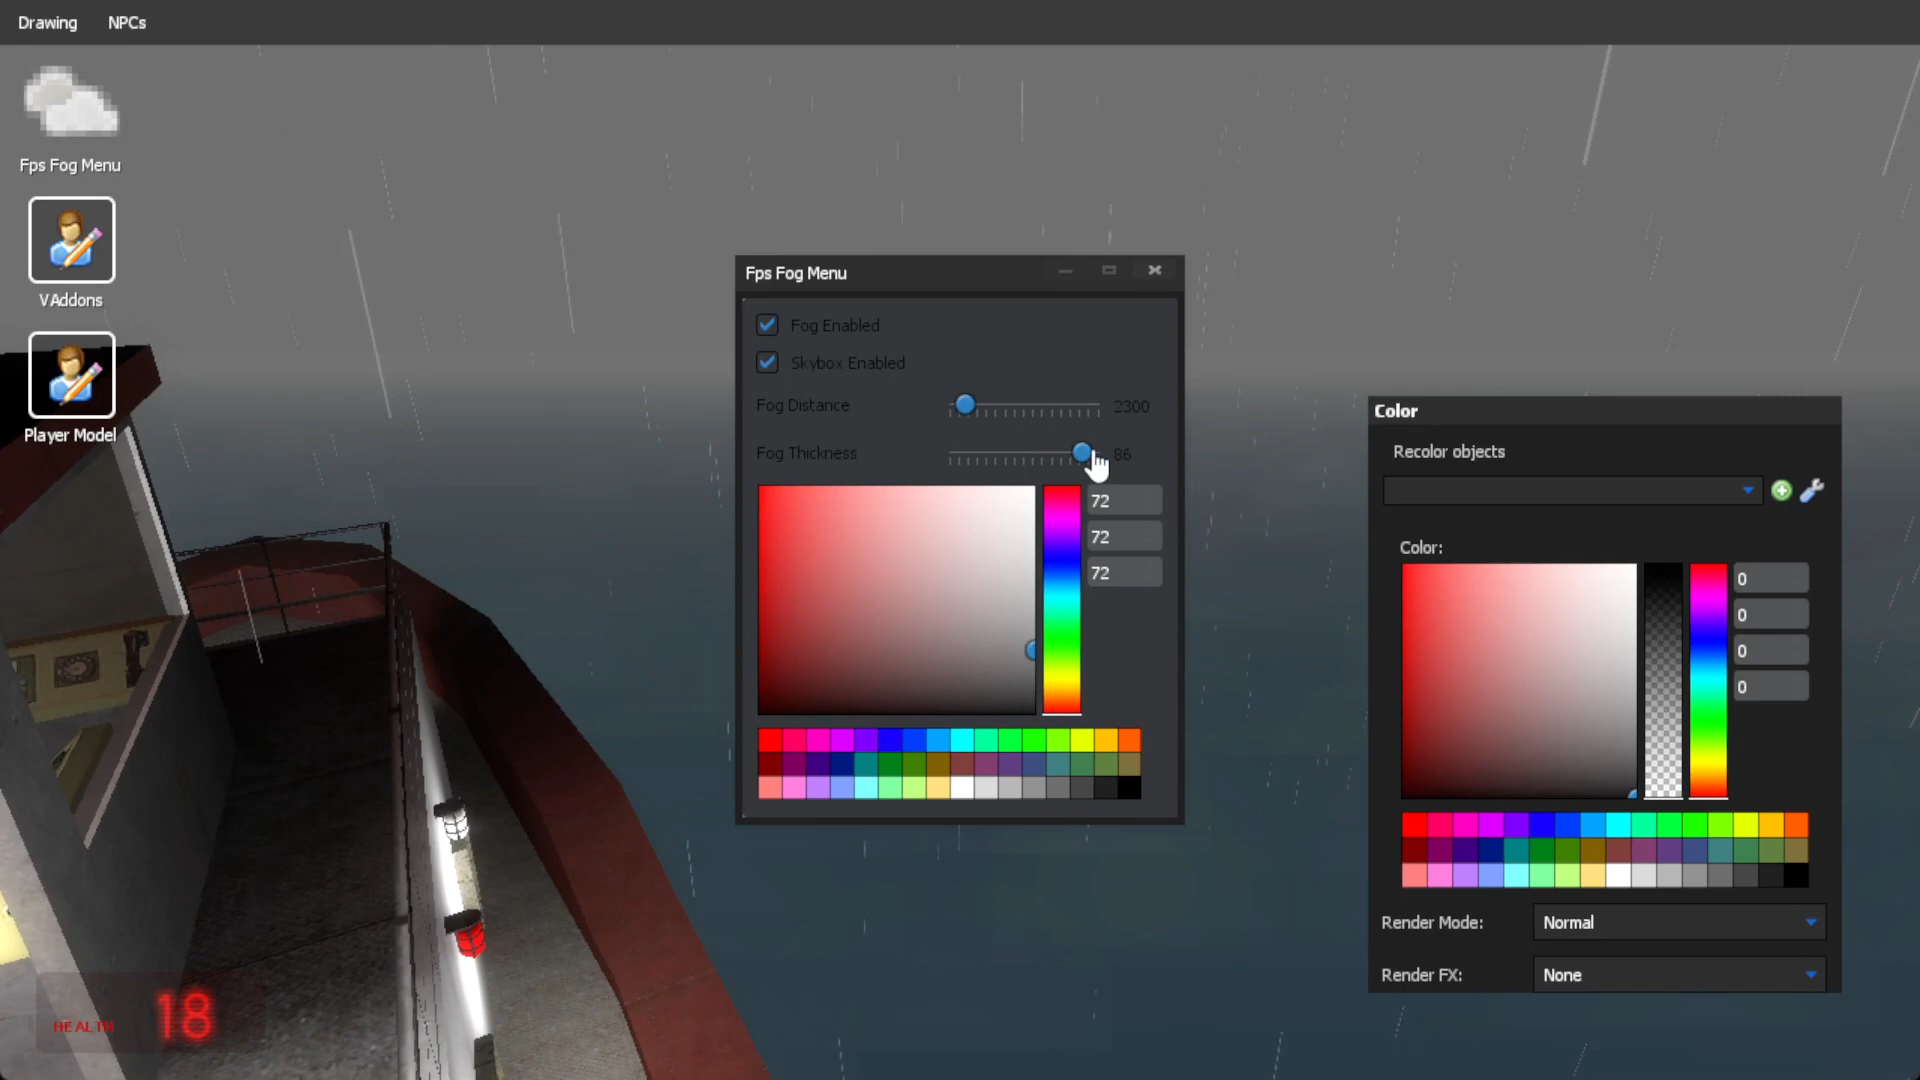 Drawing NPCs
Fps Fog Menu
VAddons
Player Model
Fps Fog Menu
Fog Enabled
Skybox Enabled
Fog Distance 2300
Fog Thickness 86
72
72
72
Color
Recolor objects
Color:
0
0
0
0
Render Mode: Normal
Render FX: None
HEALTH 18